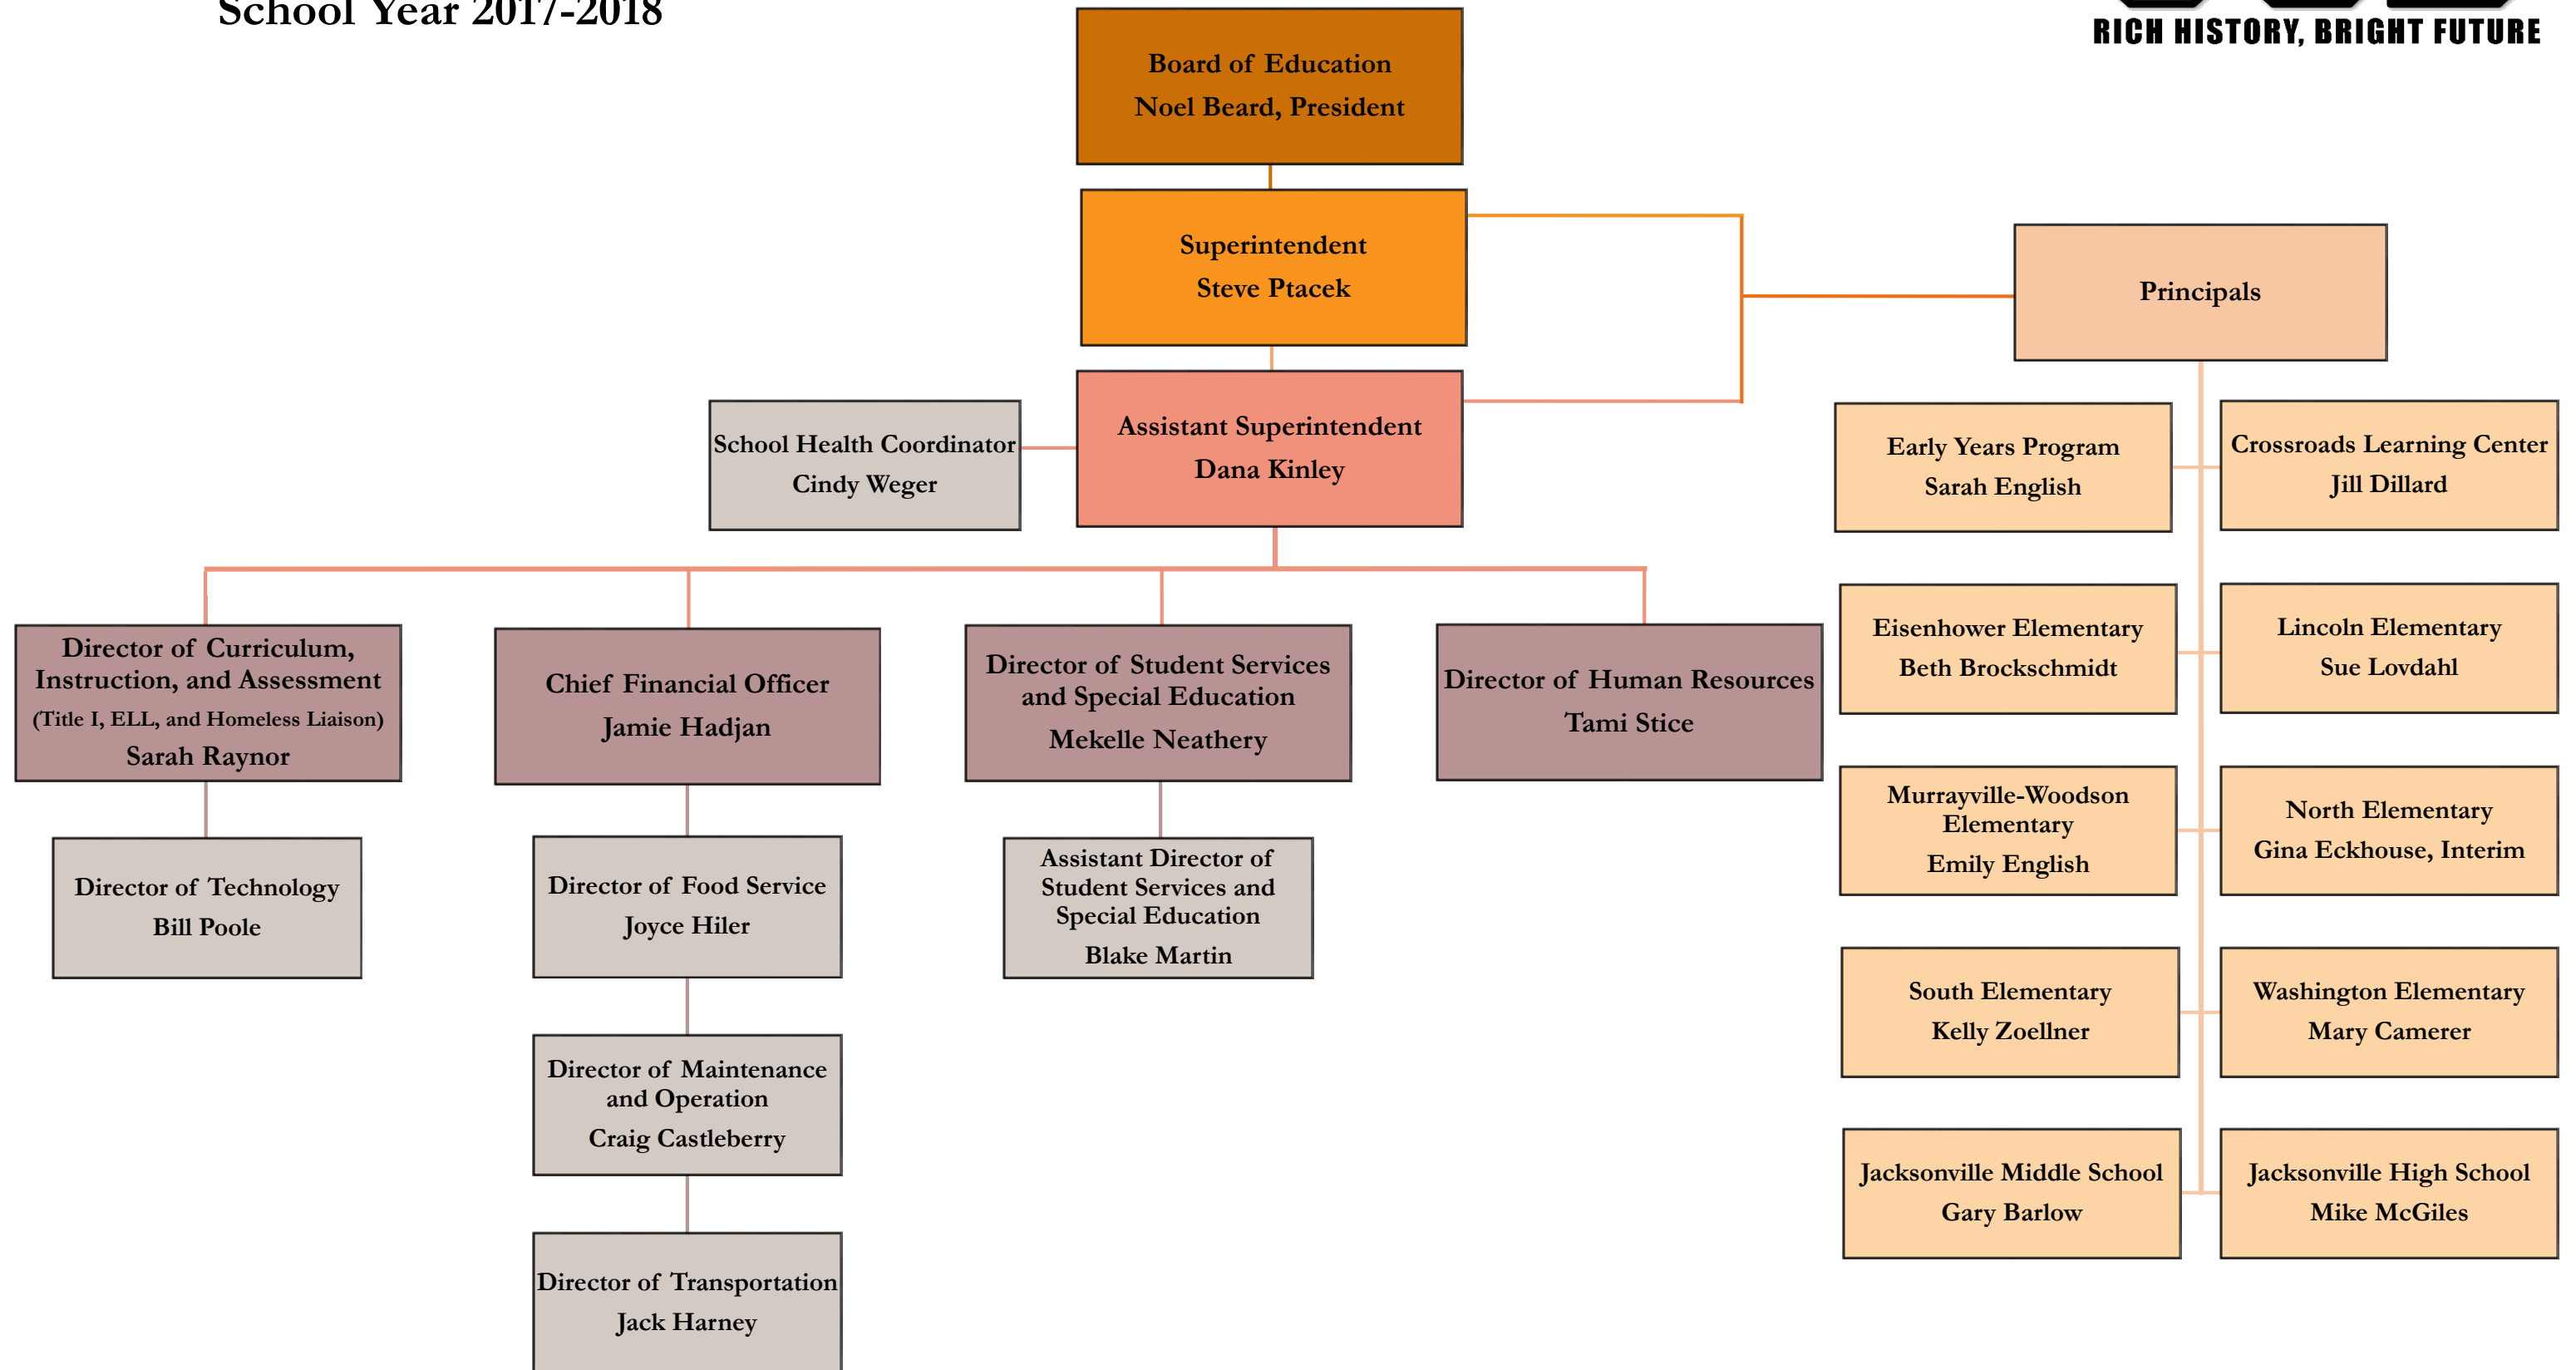 School Year 2017-2018
RICH HISTORY, BRIGHT FUTURE
Board of Education
Noel Beard, President
Superintendent
Steve Ptacek
Principals
School Health Coordinator
Cindy Weger
Assistant Superintendent
Dana Kinley
Early Years Program
Sarah English
Crossroads Learning Center
Jill Dillard
Eisenhower Elementary
Beth Brockschmidt
Lincoln Elementary
Sue Lovdahl
Murrayville-Woodson
Elementary
Emily English
North Elementary
Gina Eckhouse, Interim
South Elementary
Kelly Zoellner
Washington Elementary
Mary Camerer
Jacksonville Middle School
Gary Barlow
Jacksonville High School
Mike McGiles
Director of Curriculum,
Instruction, and Assessment
(Title I, ELL, and Homeless Liaison)
Sarah Raynor
Chief Financial Officer
Jamie Hadjan
Director of Student Services
and Special Education
Mekelle Neathery
Director of Human Resources
Tami Stice
Director of Technology
Bill Poole
Director of Food Service
Joyce Hiler
Assistant Director of
Student Services and
Special Education
Blake Martin
Director of Maintenance
and Operation
Craig Castleberry
Director of Transportation
Jack Harney